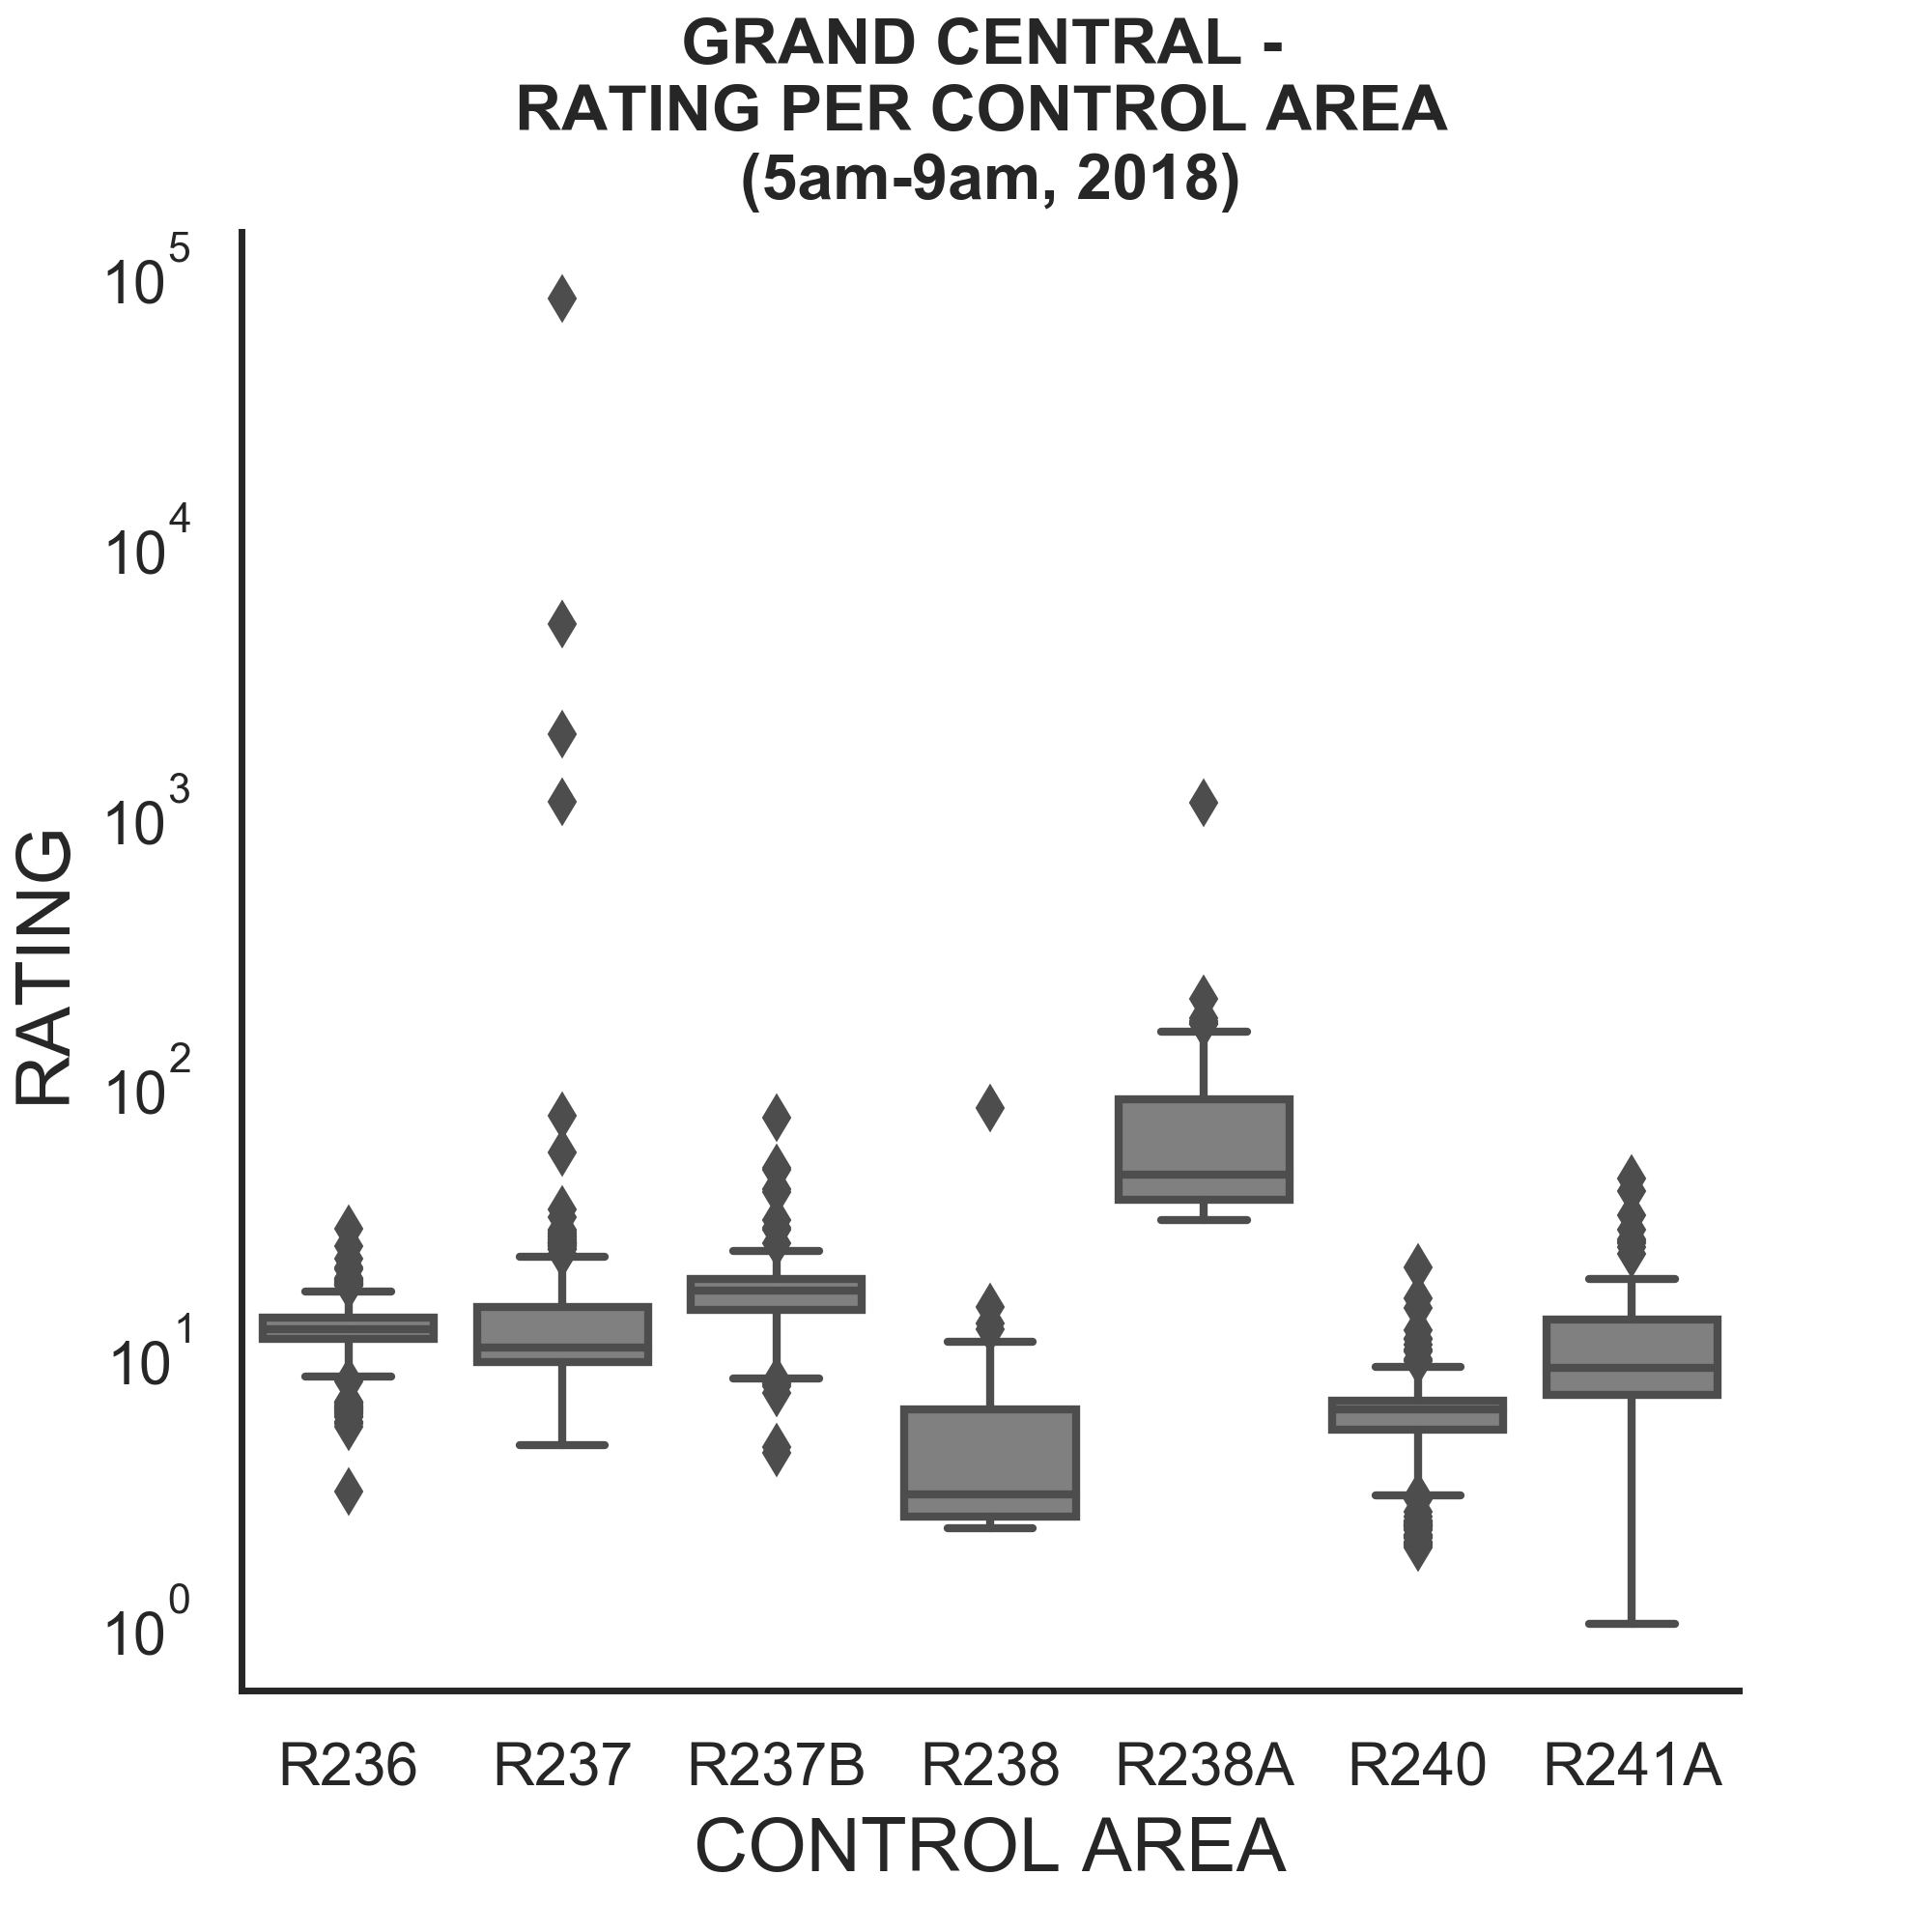 GRAND CENTRAL -
RATING PER CONTROL AREA
(5am-9am, 2018)
10^5
10^4
10^3
10^2
10^1
10^0
RATING
R236 R237 R237B R238 R238A R240 R241A
CONTROL AREA